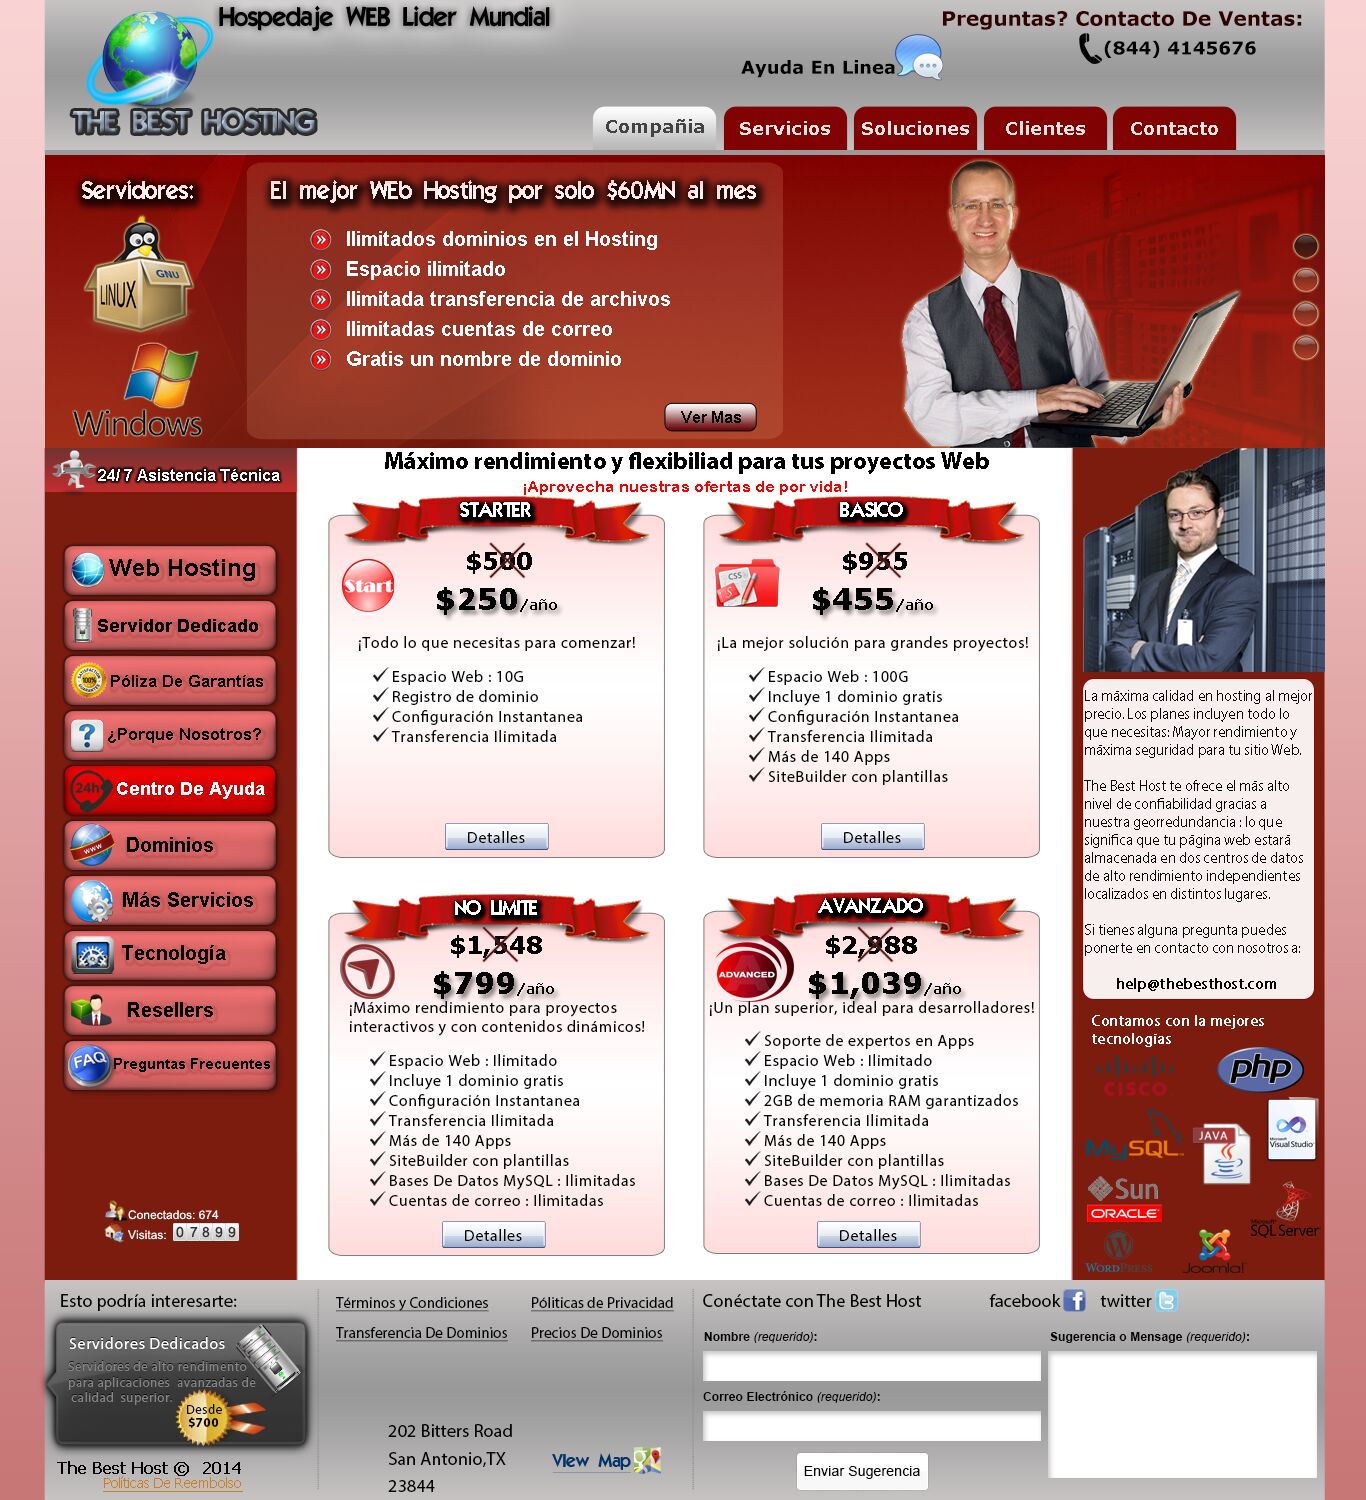 Hospedaje WEB Lider Mundial
THE BEST HOSTING
Preguntas? Contacto De Ventas:
(844) 4145676
Ayuda En Linea
Compañia
Servicios
Soluciones
Clientes
Contacto
Servidores:
LINUX
GNU
Windows
El mejor WEb Hosting por solo $60MN al mes
Ilimitados dominios en el Hosting
Espacio ilimitado
Ilimitada transferencia de archivos
Ilimitadas cuentas de correo
Gratis un nombre de dominio
Ver Mas
24/7 Asistencia Técnica
Web Hosting
Servidor Dedicado
Póliza De Garantías
¿Porque Nosotros?
24h
Centro De Ayuda
www
Dominios
Más Servicios
Tecnología
Resellers
FAQ
Preguntas Frecuentes
Conectados: 674
Visitas: 07899
Máximo rendimiento y flexibiliad para tus proyectos Web
¡Aprovecha nuestras ofertas de por vida!
STARTER
Start
$500
$250/año
¡Todo lo que necesitas para comenzar!
Espacio Web : 10G
Registro de dominio
Configuración Instantanea
Transferencia Ilimitada
Detalles
BASICO
CSS
$955
$455/año
¡La mejor solución para grandes proyectos!
Espacio Web : 100G
Incluye 1 dominio gratis
Configuración Instantanea
Transferencia Ilimitada
Más de 140 Apps
SiteBuilder con plantillas
Detalles
NO LIMITE
$1,548
$799/año
¡Máximo rendimiento para proyectos
interactivos y con contenidos dinámicos!
Espacio Web : Ilimitado
Incluye 1 dominio gratis
Configuración Instantanea
Transferencia Ilimitada
Más de 140 Apps
SiteBuilder con plantillas
Bases De Datos MySQL : Ilimitadas
Cuentas de correo : Ilimitadas
Detalles
AVANZADO
ADVANCED
$2,988
$1,039/año
¡Un plan superior, ideal para desarrolladores!
Soporte de expertos en Apps
Espacio Web : Ilimitado
Incluye 1 dominio gratis
2GB de memoria RAM garantizados
Transferencia Ilimitada
Más de 140 Apps
SiteBuilder con plantillas
Bases De Datos MySQL : Ilimitadas
Cuentas de correo : Ilimitadas
Detalles
La máxima calidad en hosting al mejor
precio. Los planes incluyen todo lo
que necesitas: Mayor rendimiento y
máxima seguridad para tu sitio Web.
The Best Host te ofrece el más alto
nivel de confiabilidad gracias a
nuestra georredundancia : lo que
significa que tu página web estará
almacenada en dos centros de datos
de alto rendimiento independientes
localizados en distintos lugares.
Si tienes alguna pregunta puedes
ponerte en contacto con nosotros a:
help@thebesthost.com
Contamos con la mejores
tecnologías
CISCO
php
MySQL
JAVA
Microsoft
Visual Studio
Sun
ORACLE
Microsoft
SQL Server
WORDPRESS
Joomla!
Esto podría interesarte:
Servidores Dedicados
Servidores de alto rendimiento
para aplicaciones avanzadas de
calidad superior.
Desde
$700
The Best Host © 2014
Políticas De Reembolso
Términos y Condiciones
Póliticas de Privacidad
Transferencia De Dominios
Precios De Dominios
202 Bitters Road
San Antonio,TX
23844
View Map
Conéctate con The Best Host
facebook
twitter
Nombre (requerido):
Correo Electrónico (requerido):
Sugerencia o Mensage (requerido):
Enviar Sugerencia